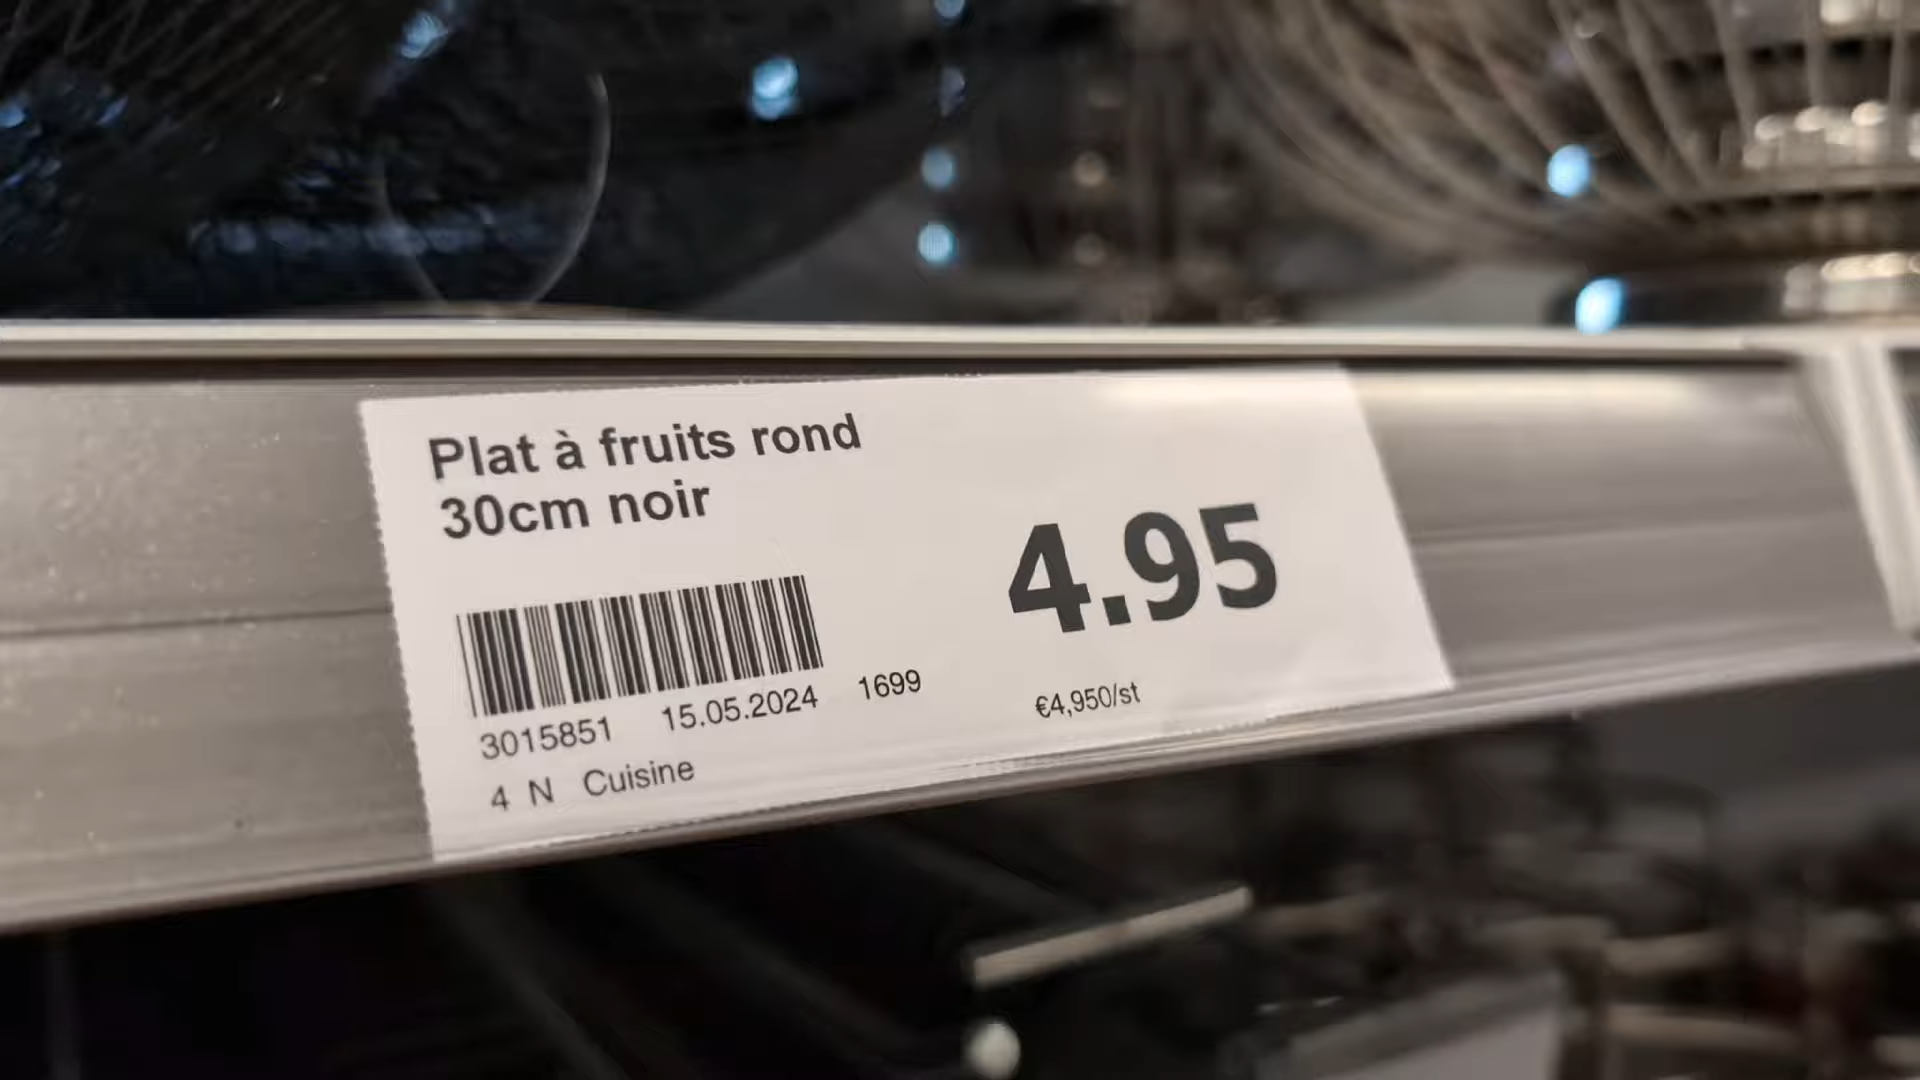 Plat à fruits rond
30cm noir
4.95
3015851 15.05.2024 1699
€4,950/st
4 N Cuisine